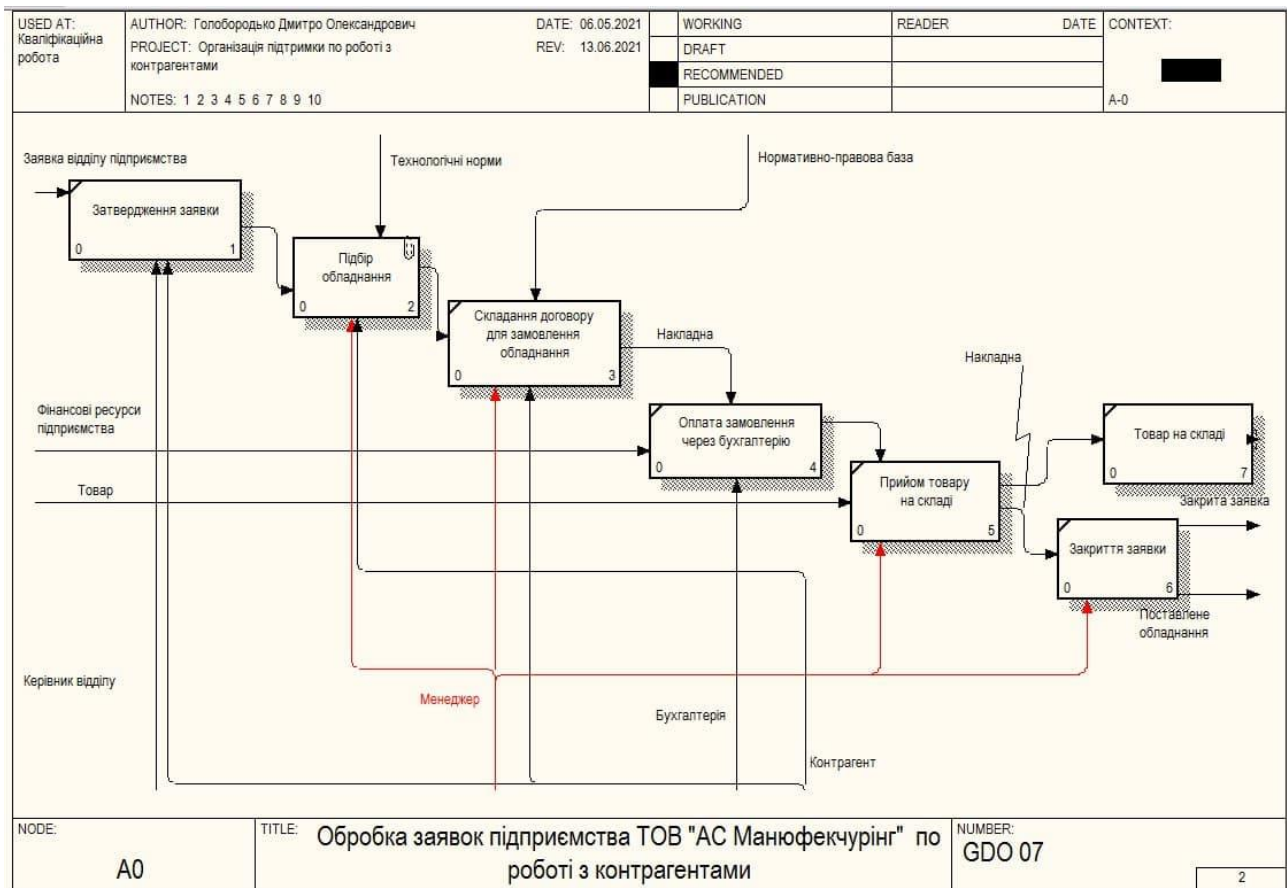 USED AT:
Кваліфікаційна
робота
AUTHOR: Голобородько Дмитро Олександрович
DATE: 06.05.2021
PROJECT: Організація підтримки по роботі з
контрагентами
REV: 13.06.2021
NOTES: 1 2 3 4 5 6 7 8 9 10
WORKING
DRAFT
RECOMMENDED
PUBLICATION
READER
DATE
CONTEXT:
A-0
Заявка відділу підприємства
Технологічні норми
Нормативно-правова база
Затвердження заявки
0 1
Підбір
обладнання
0 2
Складання договору
для замовлення
обладнання
0 3
Накладна
Накладна
Фінансові ресурси
підприємства
Оплата замовлення
через бухгалтерію
0 4
Товар на складі
0 7
Товар
Прийом товару
на складі
0 5
Закрита заявка
Закриття заявки
0 6
Поставлене
обладнання
Керівник відділу
Менеджер
Бухгалтерія
Контрагент
NODE:
A0
TITLE:
Обробка заявок підприємства ТОВ "АС Манюфекчурінг" по
роботі з контрагентами
NUMBER:
GDO 07
2